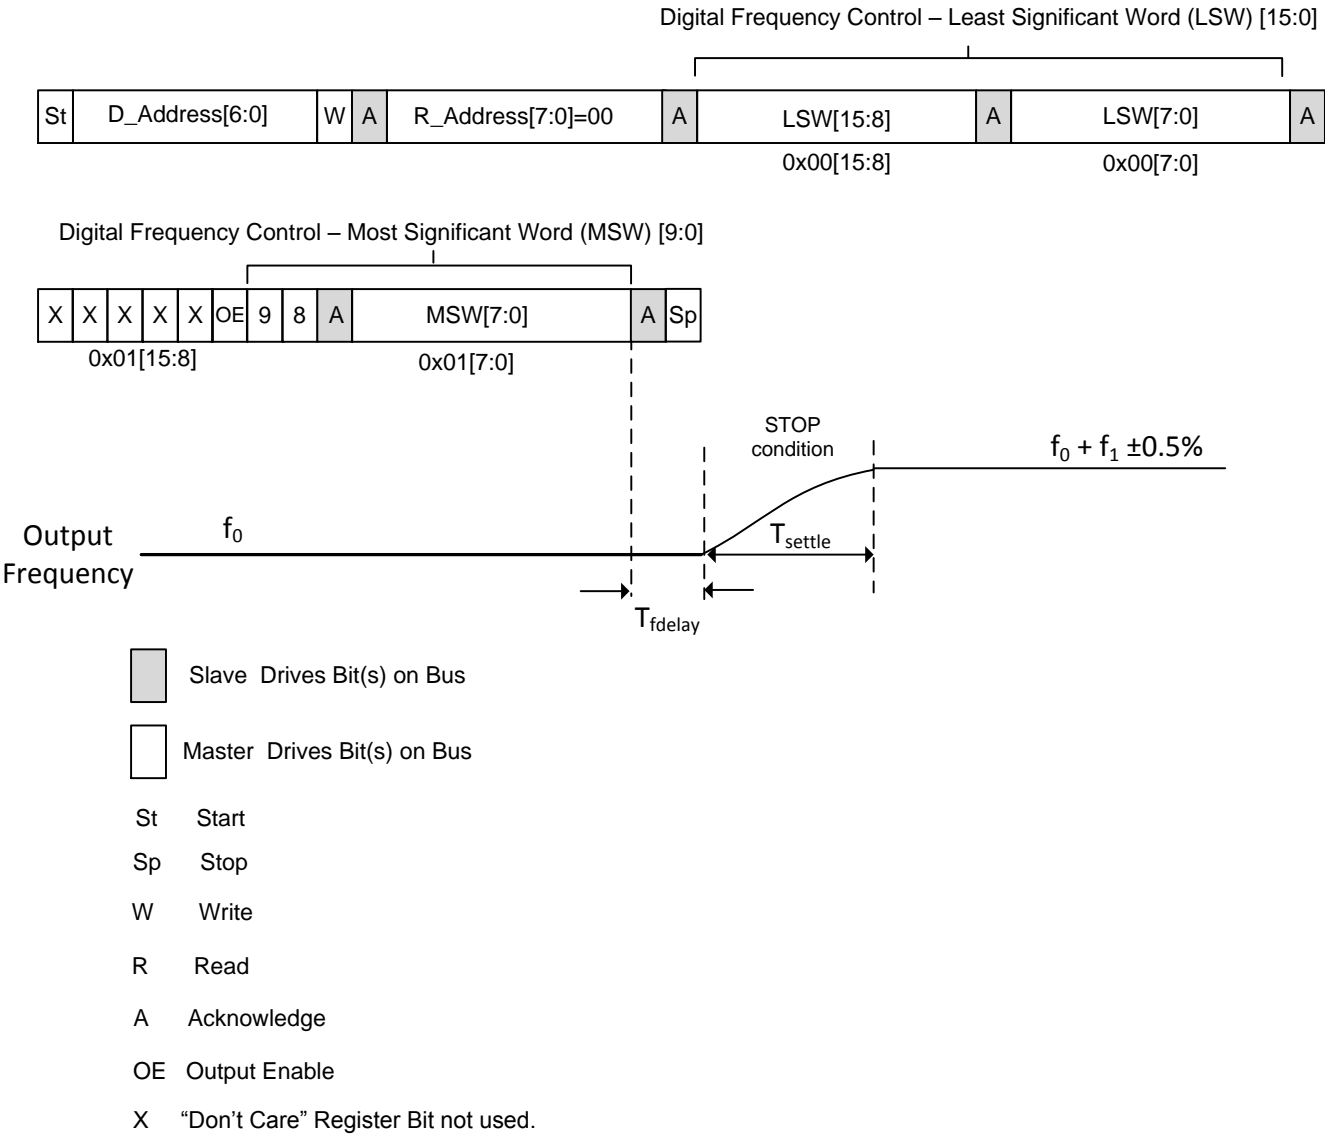 Digital Frequency Control – Least Significant Word (LSW) [15:0]
St D_Address[6:0] W A R_Address[7:0]=00 A LSW[15:8] A LSW[7:0] A
0x00[15:8] 0x00[7:0]
Digital Frequency Control – Most Significant Word (MSW) [9:0]
X X X X X OE 9 8 A MSW[7:0] A Sp
0x01[15:8] 0x01[7:0]
STOP
condition
f0 + f1 ±0.5%
Output
Frequency
f0
Tsettle
Tfdelay
Slave Drives Bit(s) on Bus
Master Drives Bit(s) on Bus
St Start
Sp Stop
W Write
R Read
A Acknowledge
OE Output Enable
X “Don’t Care” Register Bit not used.